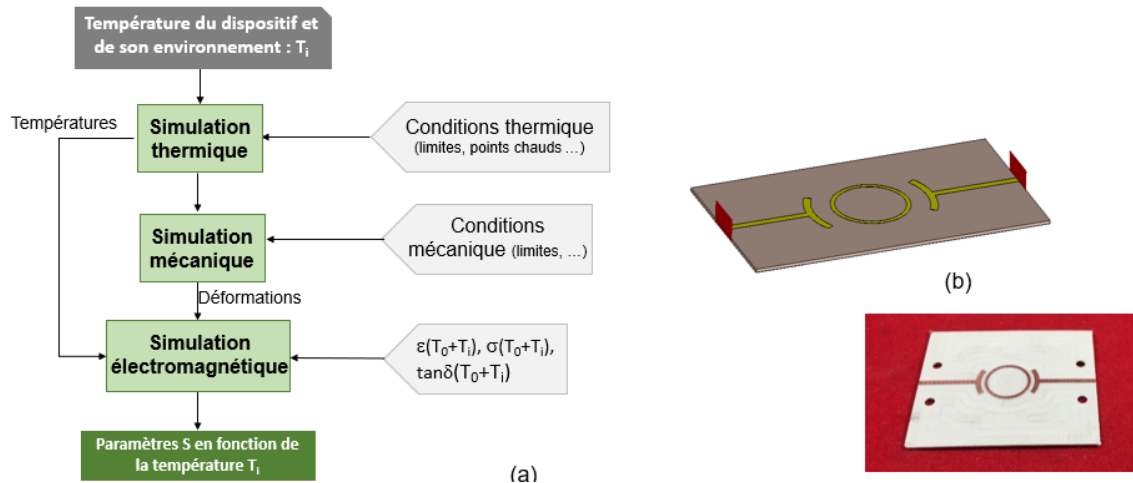 Température du dispositif et
de son environnement : Tᵢ
Températures
Simulation
thermique
Conditions thermique
(limites, points chauds ...)
Simulation
mécanique
Conditions
mécanique (limites, ...)
Déformations
Simulation
électromagnétique
ε(T₀+Tᵢ), σ(T₀+Tᵢ),
tanδ(T₀+Tᵢ)
Paramètres S en fonction de
la température Tᵢ
(a)
(b)